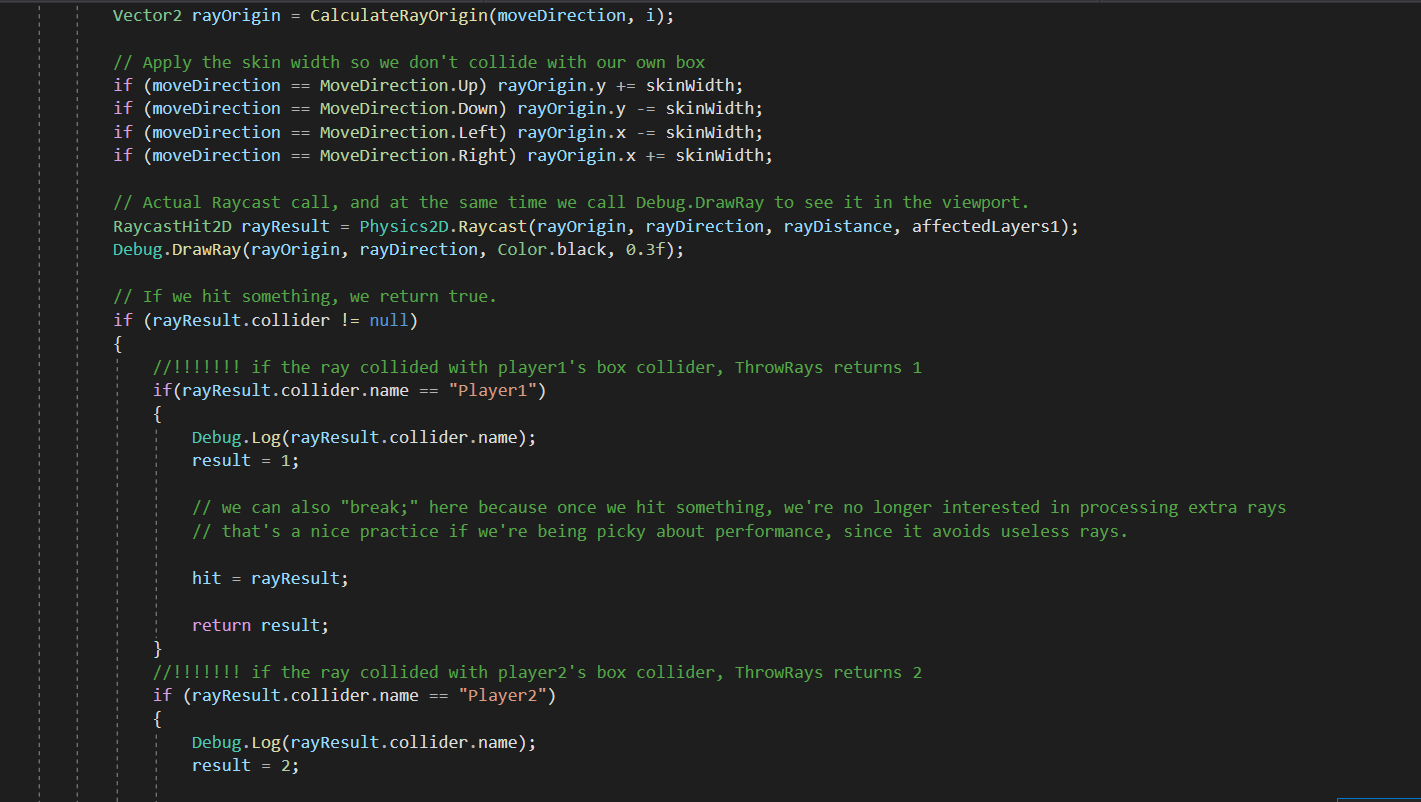 Vector2 rayOrigin = CalculateRayOrigin(moveDirection, i);
// Apply the skin width so we don't collide with our own box
if (moveDirection == MoveDirection.Up) rayOrigin.y += skinWidth;
if (moveDirection == MoveDirection.Down) rayOrigin.y -= skinWidth;
if (moveDirection == MoveDirection.Left) rayOrigin.x -= skinWidth;
if (moveDirection == MoveDirection.Right) rayOrigin.x += skinWidth;
// Actual Raycast call, and at the same time we call Debug.DrawRay to see it in the viewport.
RaycastHit2D rayResult = Physics2D.Raycast(rayOrigin, rayDirection, rayDistance, affectedLayers1);
Debug.DrawRay(rayOrigin, rayDirection, Color.black, 0.3f);
// If we hit something, we return true.
if (rayResult.collider != null)
{
//!!!!!!! if the ray collided with player1's box collider, ThrowRays returns 1
if(rayResult.collider.name == "Player1")
{
Debug.Log(rayResult.collider.name);
result = 1;
// we can also "break;" here because once we hit something, we're no longer interested in processing extra rays
// that's a nice practice if we're being picky about performance, since it avoids useless rays.
hit = rayResult;
return result;
}
//!!!!!!! if the ray collided with player2's box collider, ThrowRays returns 2
if (rayResult.collider.name == "Player2")
{
Debug.Log(rayResult.collider.name);
result = 2;